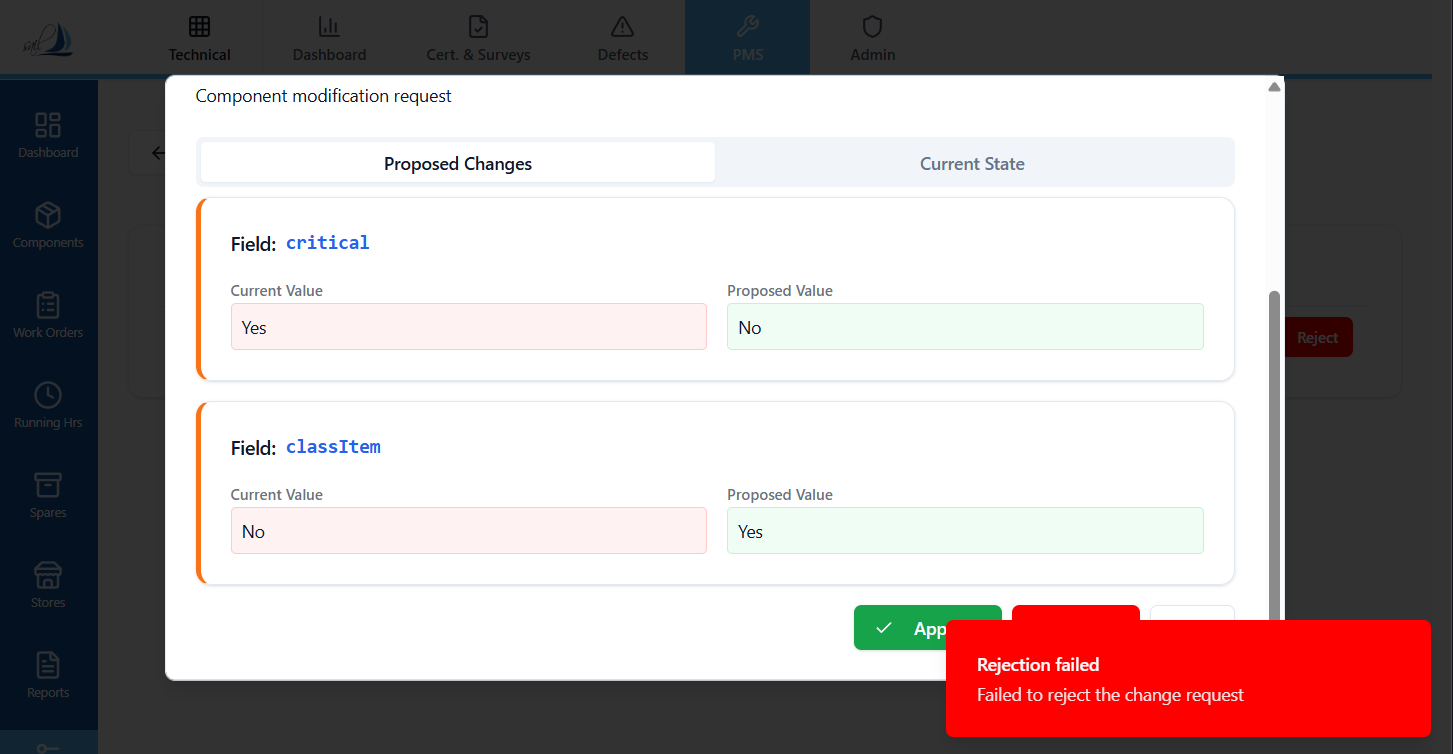 sail
Technical
Dashboard
Cert. & Surveys
Defects
PMS
Admin
Dashboard
Components
Work Orders
Running Hrs
Spares
Stores
Reports
Component modification request
Proposed Changes
Current State
Field: critical
Current Value
Proposed Value
Yes
No
Field: classItem
Current Value
Proposed Value
No
Yes
Reject
App
Rejection failed
Failed to reject the change request